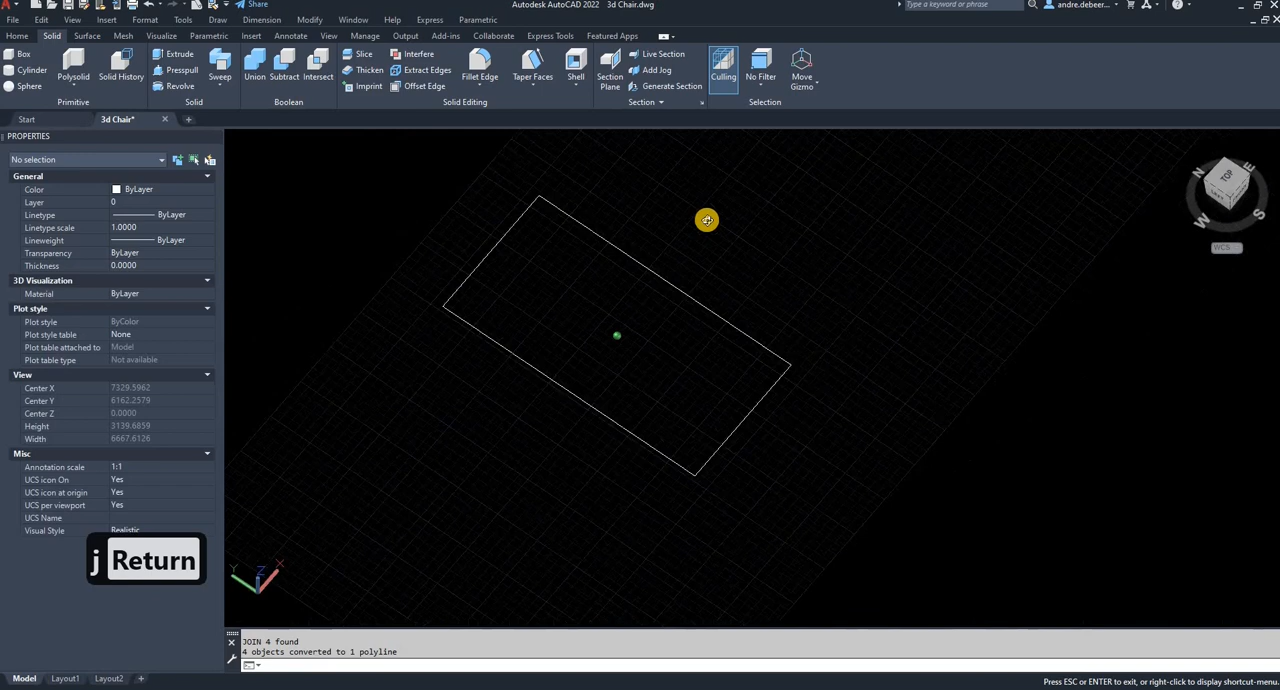 Share
Autodesk AutoCAD 2022 3d Chair.dwg
Type a keyword or phrase
andre.debeer...
File Edit View Insert Format Tools Draw Dimension Modify Window Help Express Parametric
Home Solid Surface Mesh Visualize Parametric Insert Annotate View Manage Output Add-ins Collaborate Express Tools Featured Apps
Box Extrude Slice Interfere Live Section
Cylinder Polysolid Solid History Presspull Sweep Union Subtract Intersect Thicken Extract Edges Fillet Edge Taper Faces Shell Section Plane Add Jog Culling No Filter Move Gizmo
Sphere Revolve Imprint Offset Edge Generate Section
Primitive Solid Boolean Solid Editing Section Selection
Start 3d Chair*
PROPERTIES
No selection
General
Color ByLayer
Layer 0
Linetype ByLayer
Linetype scale 1.0000
Lineweight ByLayer
Transparency ByLayer
Thickness 0.0000
3D Visualization
Material ByLayer
Plot style
Plot style ByColor
Plot style table None
Plot table attached to Model
Plot table type Not available
View
Center X 7329.5962
Center Y 6162.2579
Center Z 0.0000
Height 3139.6859
Width 6667.6126
Misc
Annotation scale 1:1
UCS icon On Yes
UCS icon at origin Yes
UCS per viewport Yes
UCS Name
Visual Style Realistic
j Return
N E
TOP
W S
WCS
Y Z X
JOIN 4 found
4 objects converted to 1 polyline
Model Layout1 Layout2
Press ESC or ENTER to exit, or right-click to display shortcut-menu.